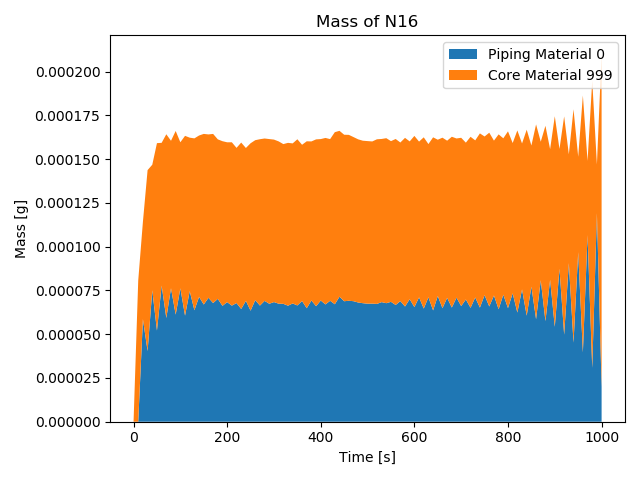 Mass of N16
Piping Material 0
Core Material 999
Mass [g]
0.000200
0.000175
0.000150
0.000125
0.000100
0.000075
0.000050
0.000025
0.000000
0 200 400 600 800 1000
Time [s]